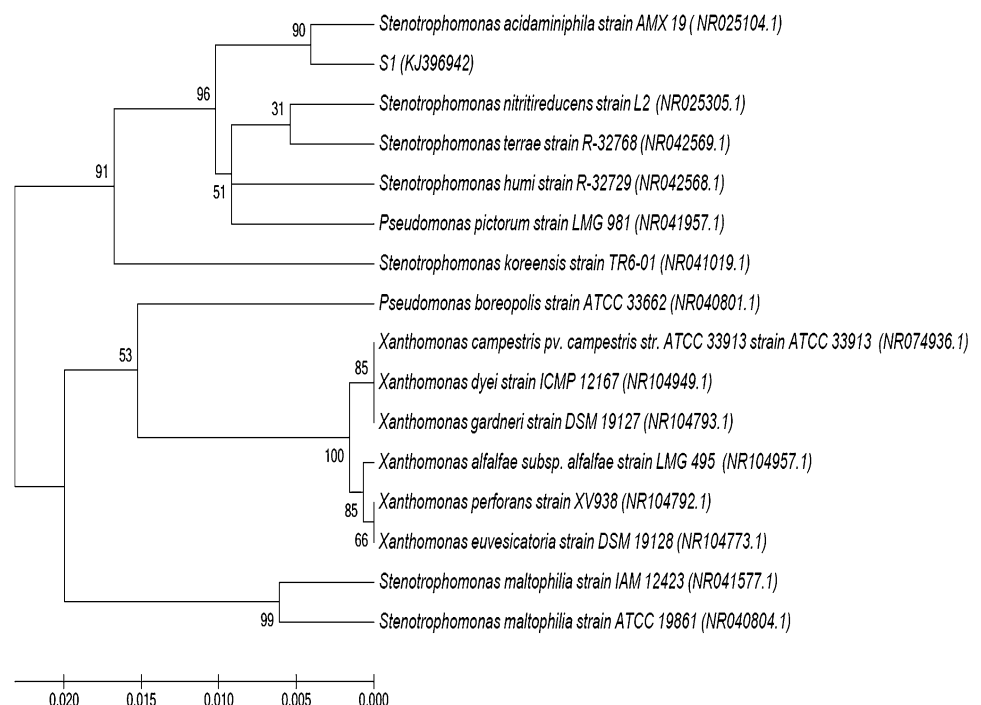 90
Stenotrophomonas acidaminiphila strain AMX 19 ( NR025104.1)
S1 (KJ396942)
96
31
Stenotrophomonas nitritireducens strain L2 (NR025305.1)
Stenotrophomonas terrae strain R-32768 (NR042569.1)
91
51
Stenotrophomonas humi strain R-32729 (NR042568.1)
Pseudomonas pictorum strain LMG 981 (NR041957.1)
Stenotrophomonas koreensis strain TR6-01 (NR041019.1)
Pseudomonas boreopolis strain ATCC 33662 (NR040801.1)
53
Xanthomonas campestris pv. campestris str. ATCC 33913 strain ATCC 33913 (NR074936.1)
85
Xanthomonas dyei strain ICMP 12167 (NR104949.1)
Xanthomonas gardneri strain DSM 19127 (NR104793.1)
100
Xanthomonas alfalfae subsp. alfalfae strain LMG 495 (NR104957.1)
Xanthomonas perforans strain XV938 (NR104792.1)
85
66
Xanthomonas euvesicatoria strain DSM 19128 (NR104773.1)
Stenotrophomonas maltophilia strain IAM 12423 (NR041577.1)
99
Stenotrophomonas maltophilia strain ATCC 19861 (NR040804.1)
0.020 0.015 0.010 0.005 0.000